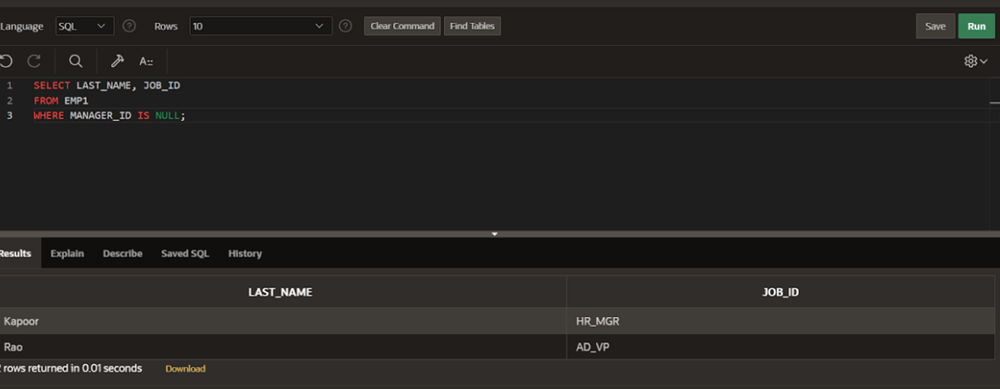 Language SQL Rows 10 Clear Command Find Tables Save Run
A::
1 SELECT LAST_NAME, JOB_ID
2 FROM EMP1
3 WHERE MANAGER_ID IS NULL;
Results Explain Describe Saved SQL History
LAST_NAME JOB_ID
Kapoor HR_MGR
Rao AD_VP
2 rows returned in 0.01 seconds Download